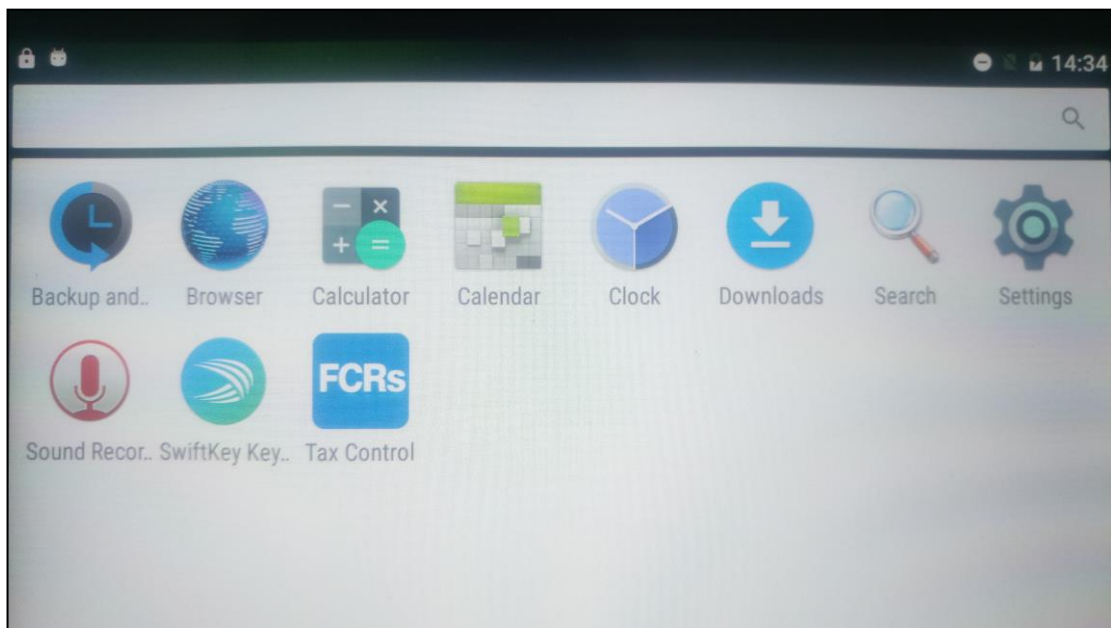 14:34
Backup and.. Browser Calculator Calendar Clock Downloads Search Settings
FCRs
Sound Recor.. SwiftKey Key.. Tax Control